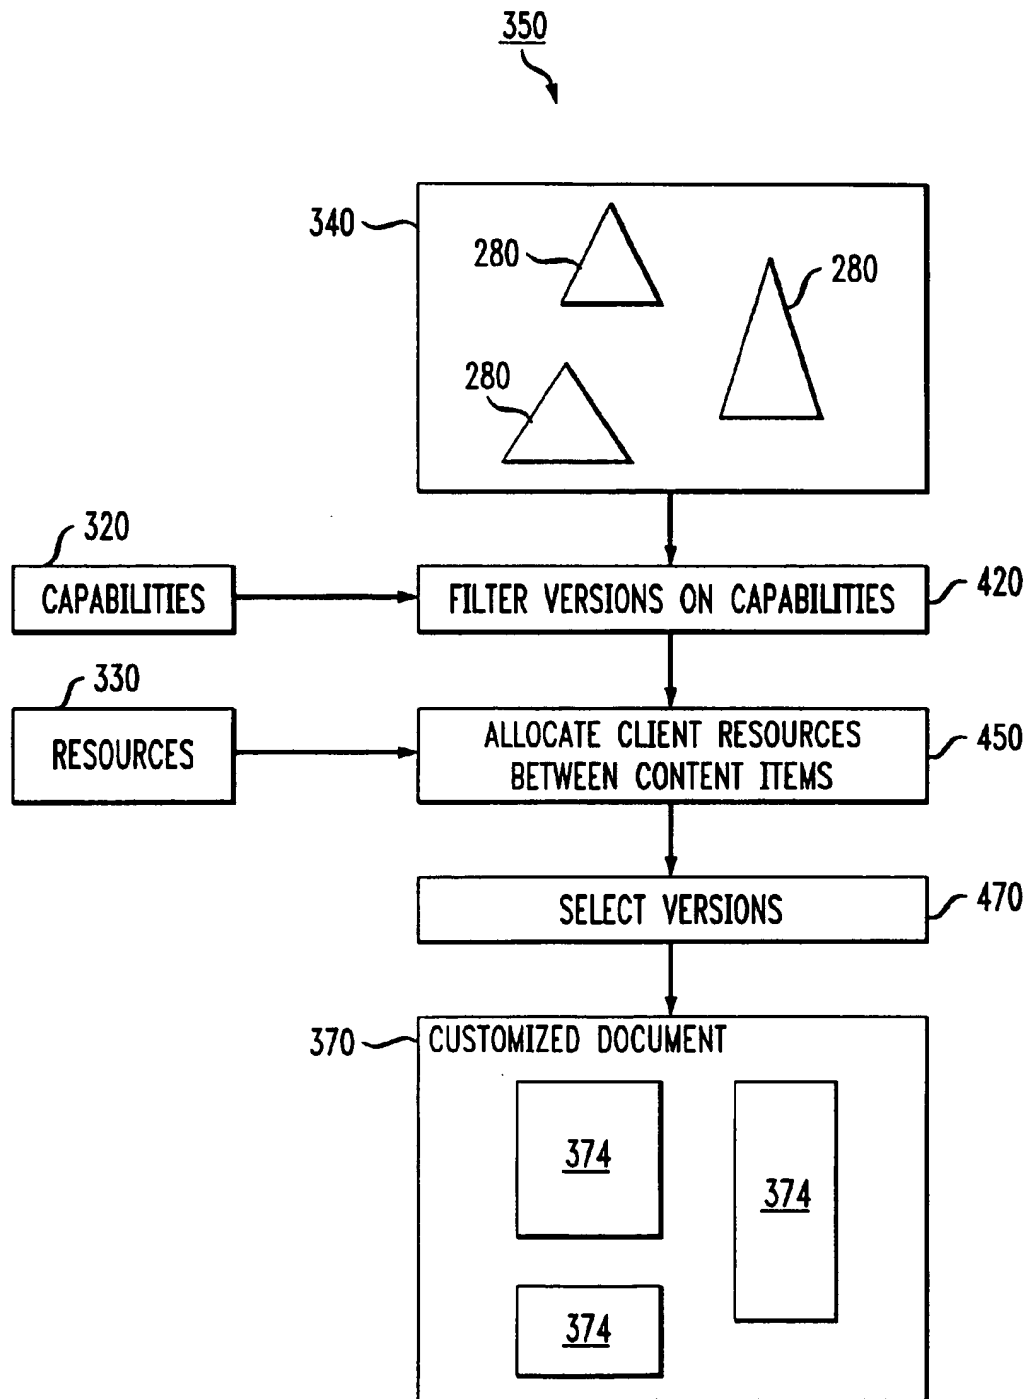 350
340
280
280
280
320
CAPABILITIES
FILTER VERSIONS ON CAPABILITIES
420
330
RESOURCES
ALLOCATE CLIENT RESOURCES
BETWEEN CONTENT ITEMS
450
SELECT VERSIONS
470
370
CUSTOMIZED DOCUMENT
374
374
374